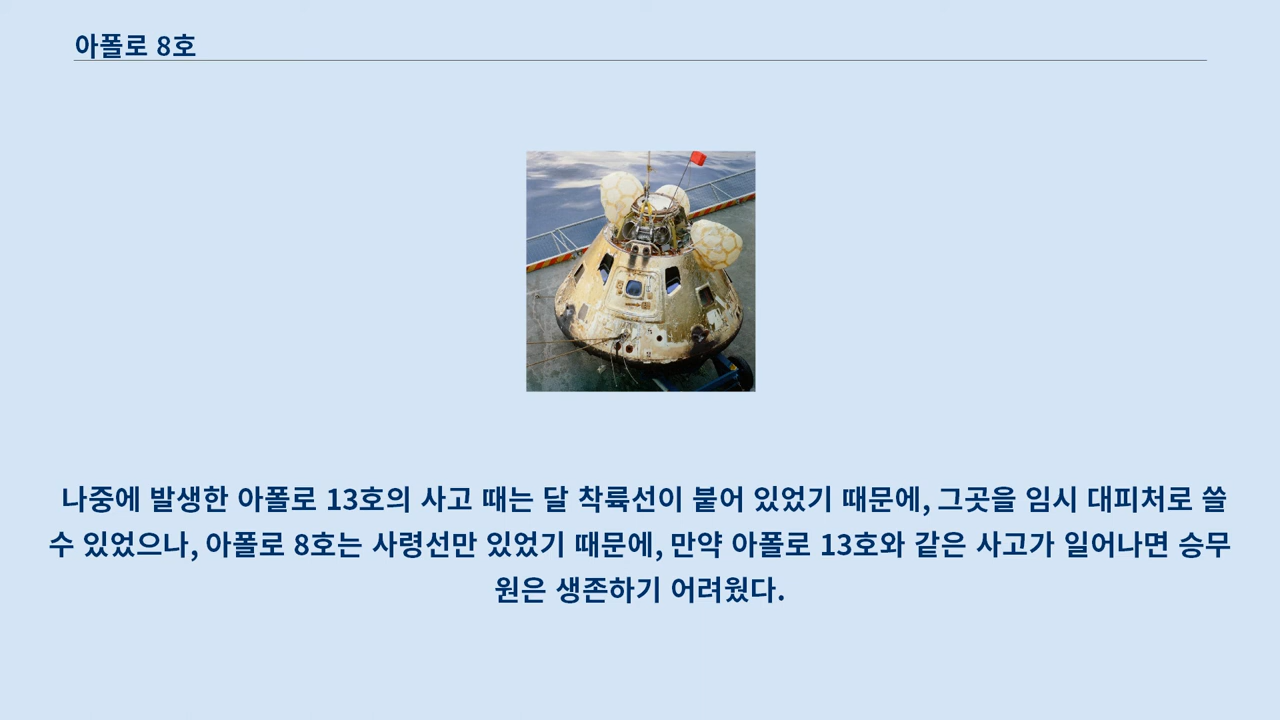 아폴로 8호
나중에 발생한 아폴로 13호의 사고 때는 달 착륙선이 붙어 있었기 때문에, 그곳을 임시 대피처로 쓸
수 있었으나, 아폴로 8호는 사령선만 있었기 때문에, 만약 아폴로 13호와 같은 사고가 일어나면 승무
원은 생존하기 어려웠다.